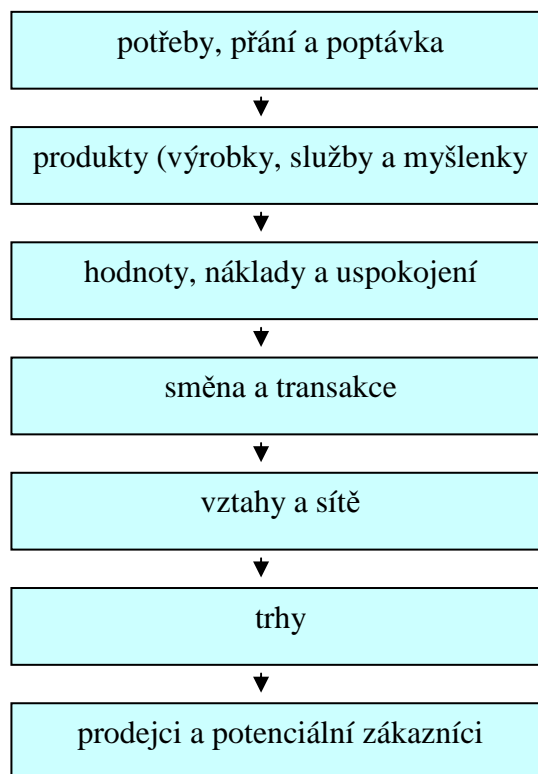 potřeby, přání a poptávka
produkty (výrobky, služby a myšlenky
hodnoty, náklady a uspokojení
směna a transakce
vztahy a sítě
trhy
prodejci a potenciální zákazníci